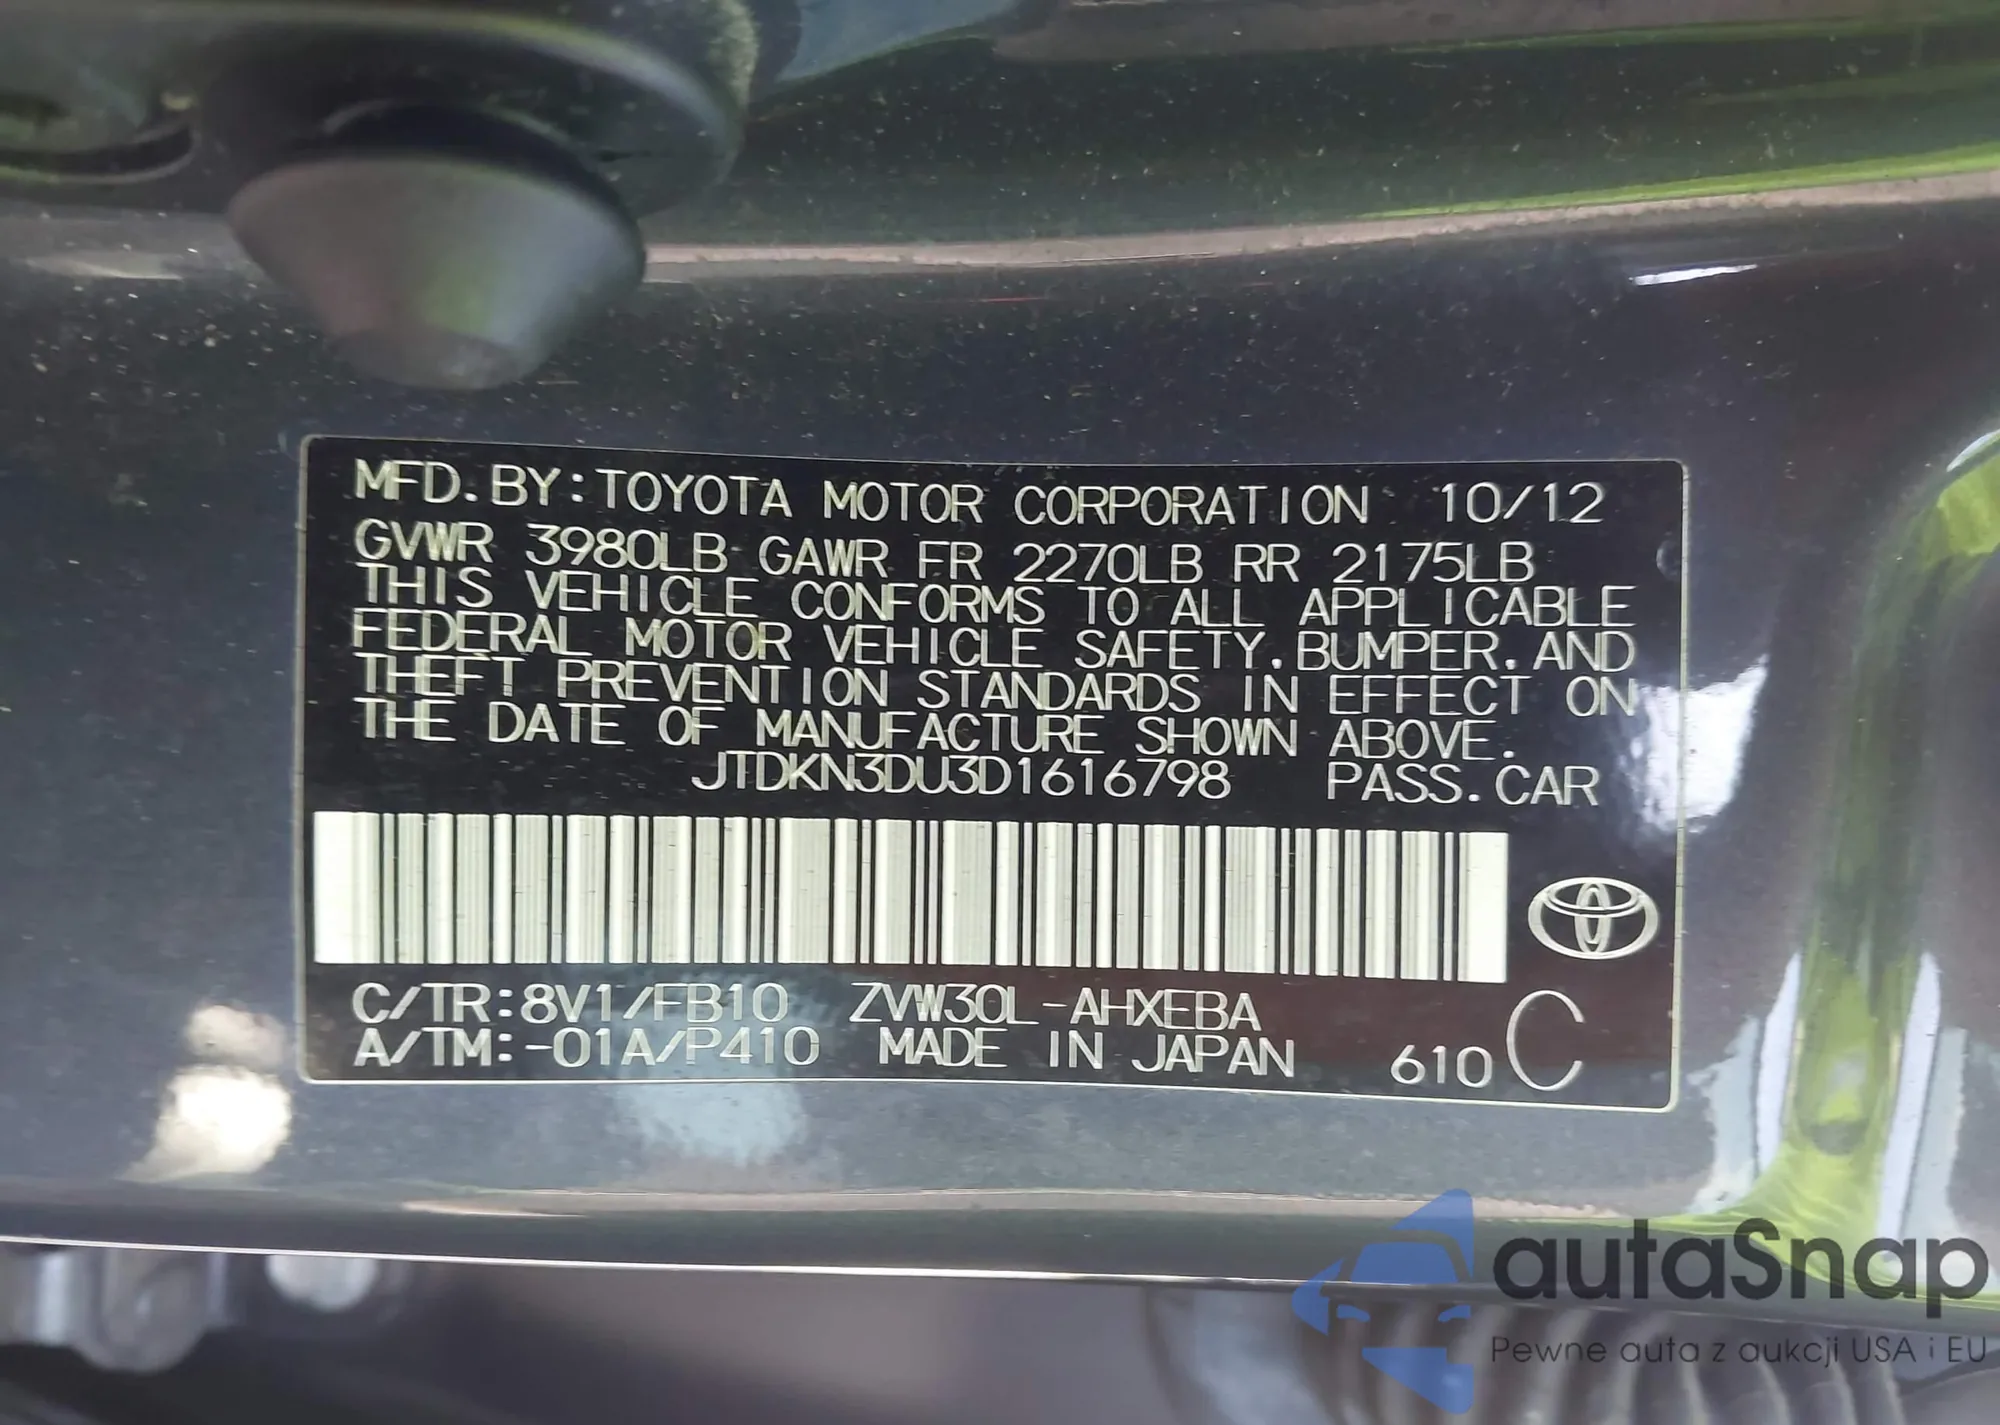 MFD. BY: TOYOTA MOTOR CORPORATION 10/12
GVWR 3980LB GAWR FR 2270LB RR 2175LB
THIS VEHICLE CONFORMS TO ALL APPLICABLE
FEDERAL MOTOR VEHICLE SAFETY, BUMPER, AND
THEFT PREVENTION STANDARDS IN EFFECT ON
THE DATE OF MANUFACTURE SHOWN ABOVE.
JTDKN3DU3D1616798 PASS. CAR
C/TR: 8V1/FB10 ZVW30L-AHXEBA
A/TM: -01A/P410 MADE IN JAPAN 610 C
autaSnap
Pewne auta z aukcji USA i EU